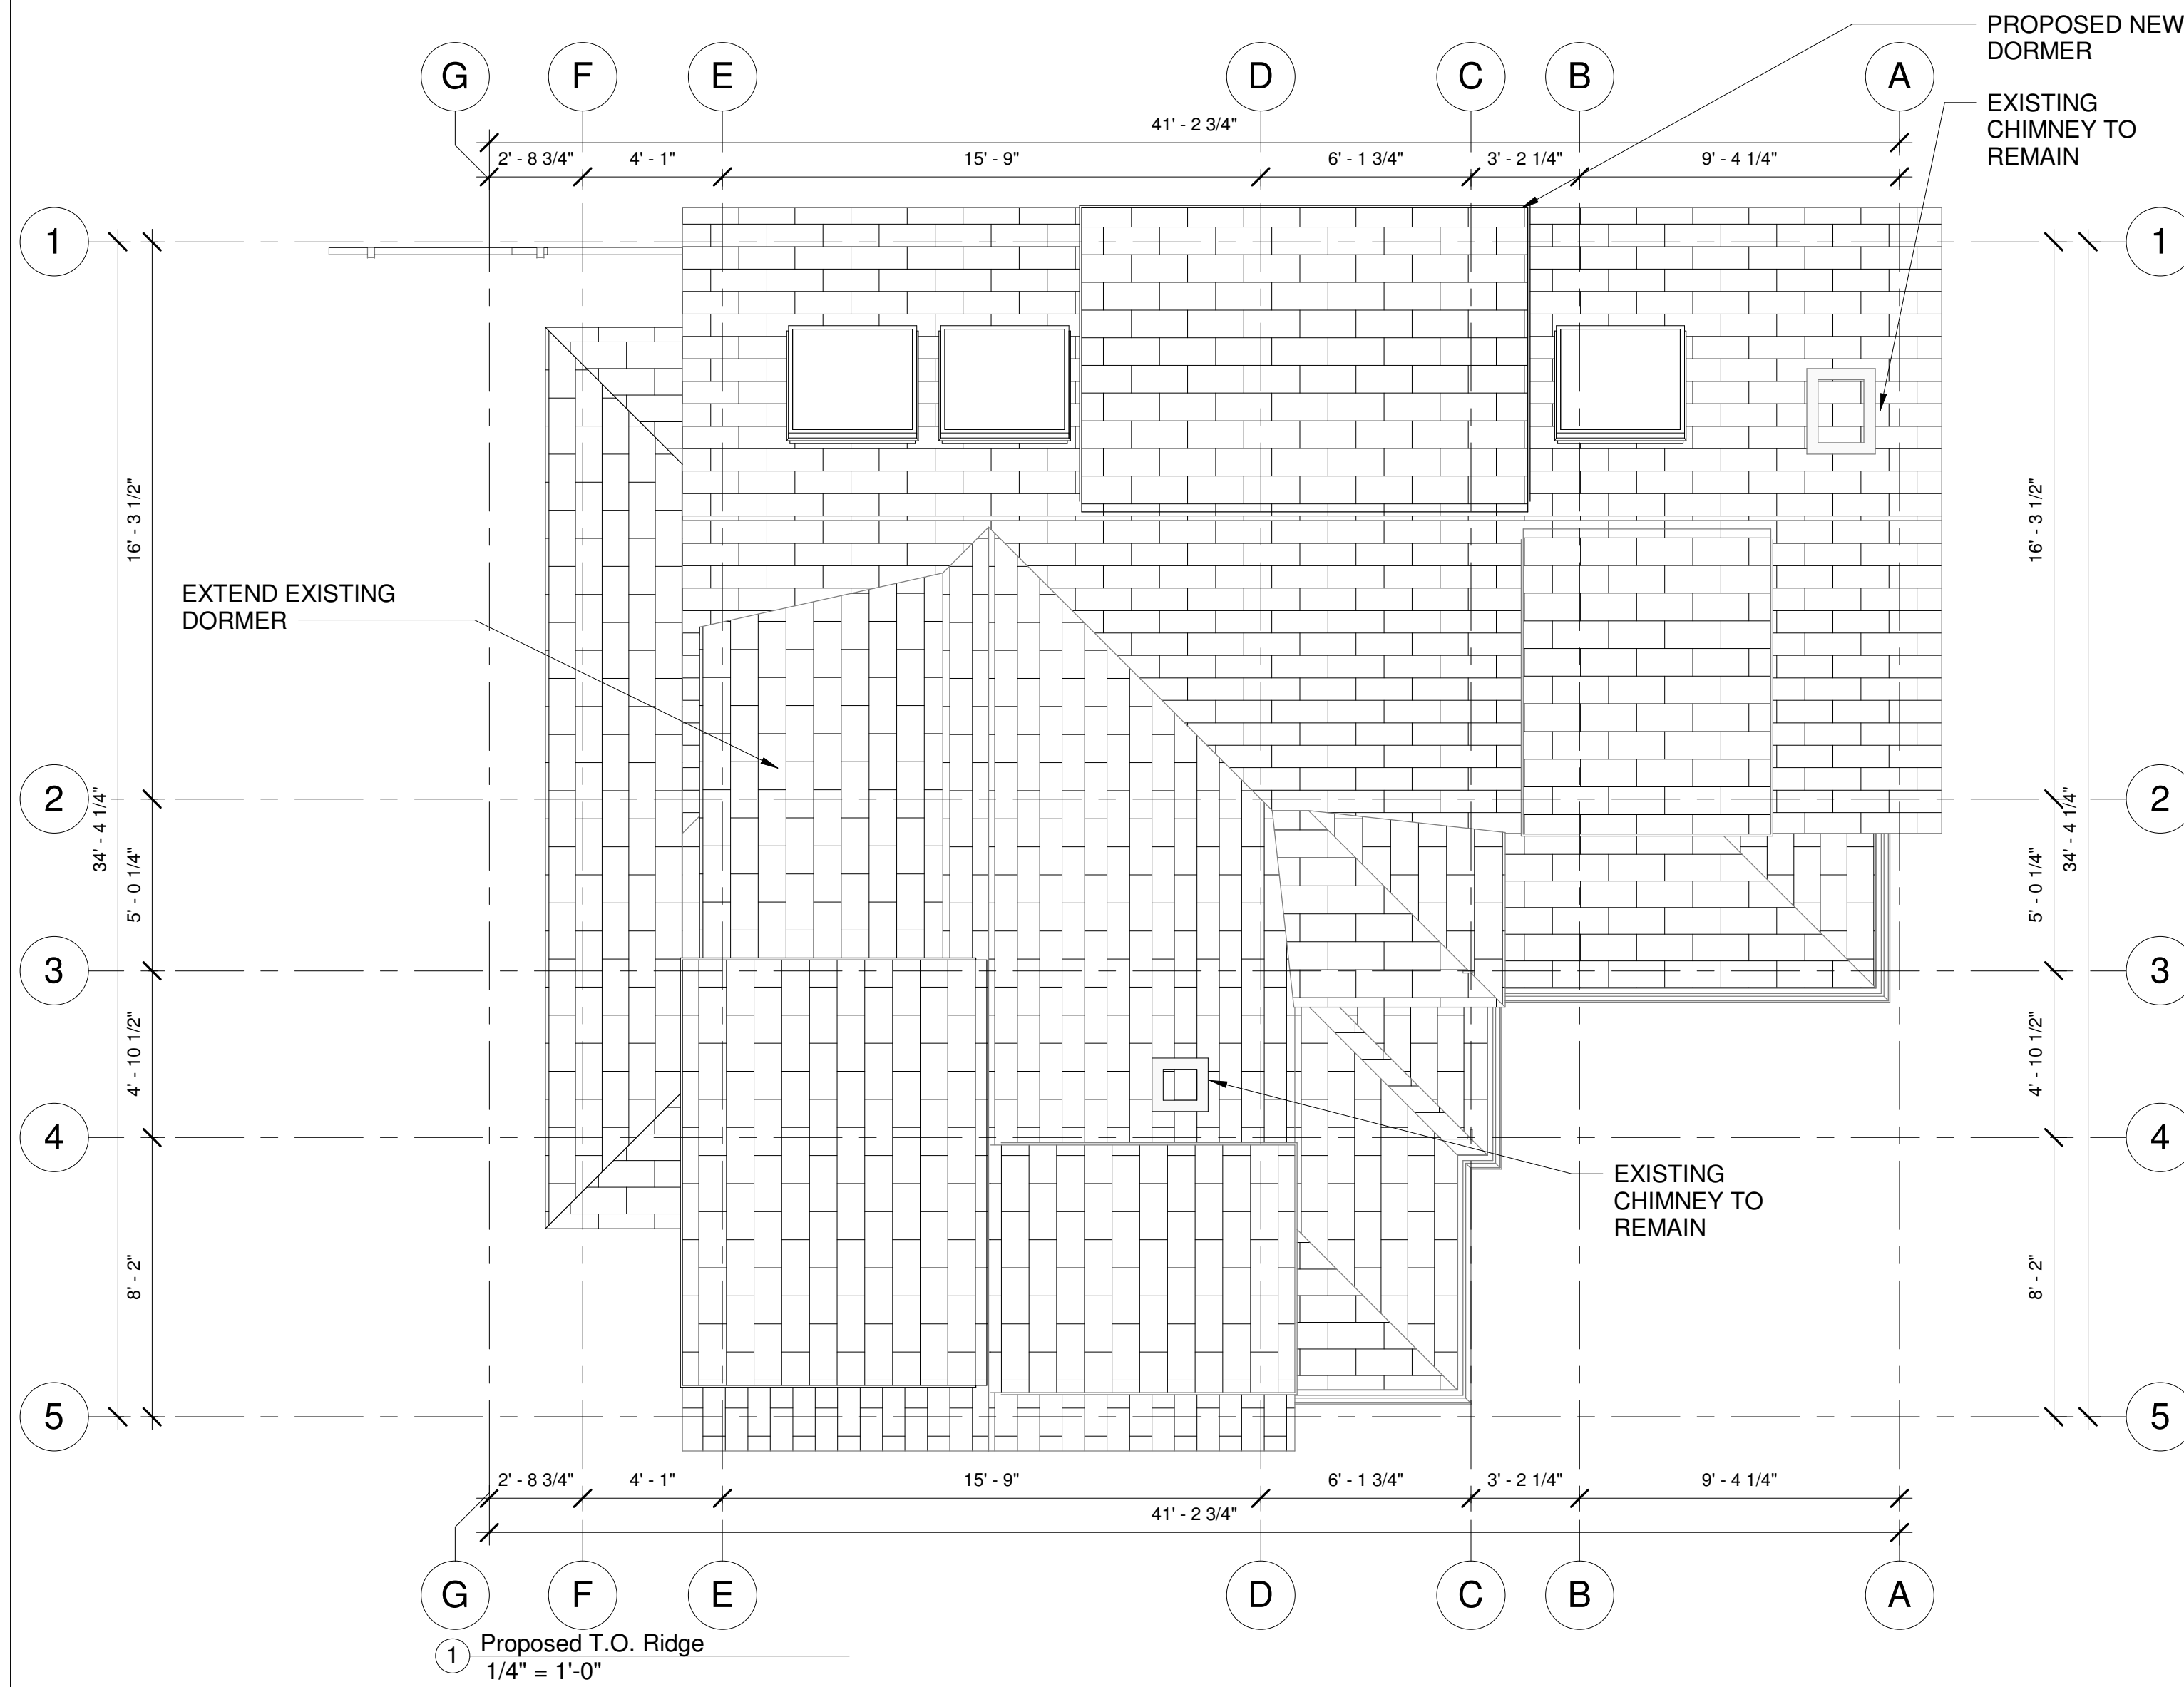 PROPOSED NEW
DORMER
G F E D C B A
EXISTING
CHIMNEY TO
REMAIN
41' - 2 3/4"
2' - 8 3/4" 4' - 1" 15' - 9" 6' - 1 3/4" 3' - 2 1/4" 9' - 4 1/4"
1 1
16' - 3 1/2" 16' - 3 1/2"
EXTEND EXISTING
DORMER
2 2
34' - 4 1/4" 34' - 4 1/4"
5' - 0 1/4" 5' - 0 1/4"
3 3
4' - 10 1/2" 4' - 10 1/2"
4 4
EXISTING
CHIMNEY TO
REMAIN
8' - 2" 8' - 2"
5 5
2' - 8 3/4" 4' - 1" 15' - 9" 6' - 1 3/4" 3' - 2 1/4" 9' - 4 1/4"
41' - 2 3/4"
G F E D C B A
1 Proposed T.O. Ridge
1/4" = 1'-0"